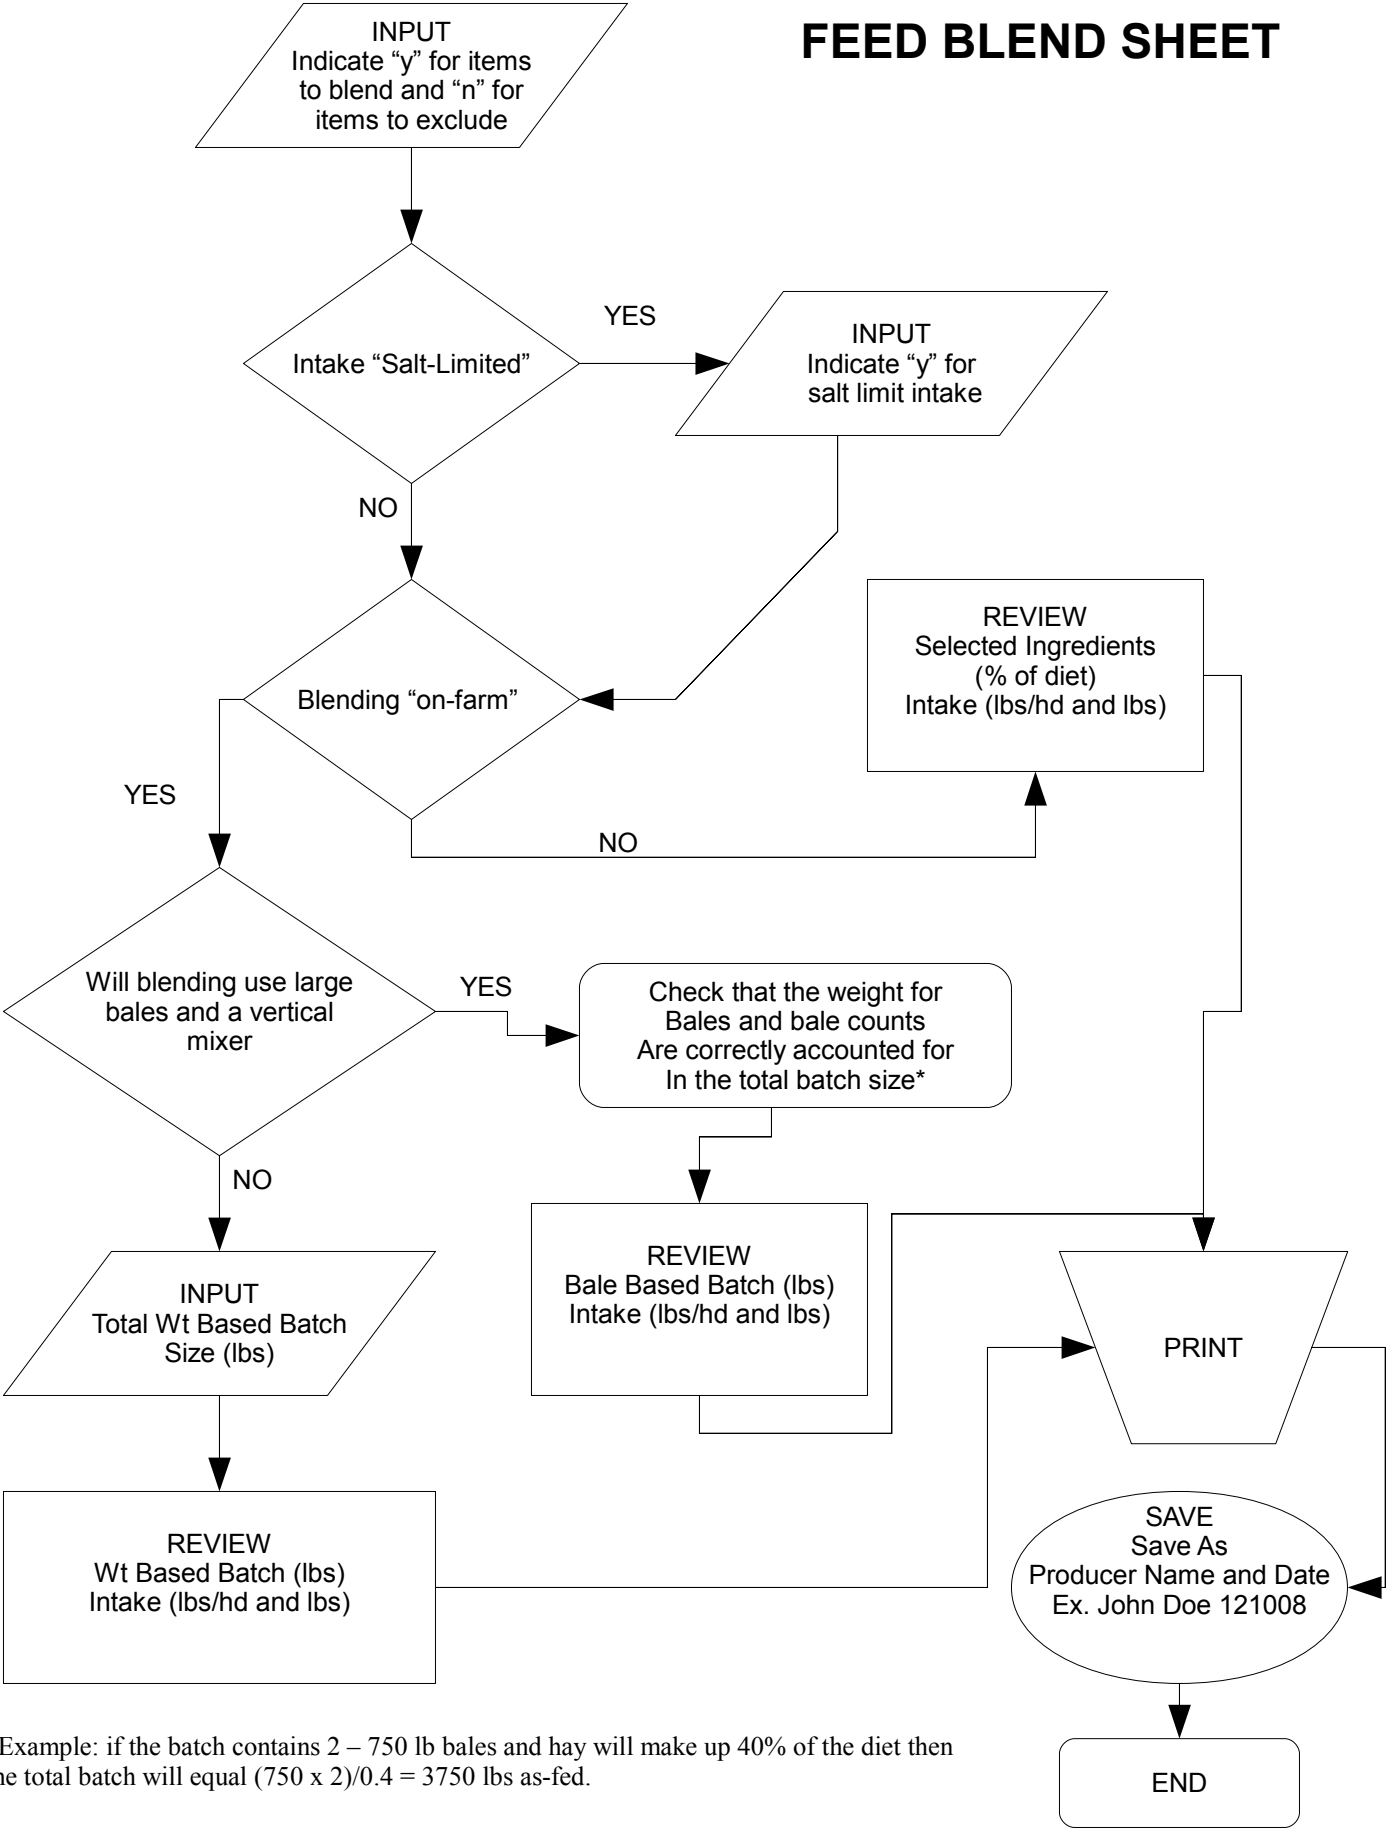 FEED BLEND SHEET
INPUT
Indicate “y” for items
to blend and “n” for
items to exclude
Intake “Salt-Limited”
YES
INPUT
Indicate “y” for
salt limit intake
NO
Blending “on-farm”
REVIEW
Selected Ingredients
(% of diet)
Intake (lbs/hd and lbs)
YES
NO
Will blending use large
bales and a vertical
mixer
YES
Check that the weight for
Bales and bale counts
Are correctly accounted for
In the total batch size*
NO
INPUT
Total Wt Based Batch
Size (lbs)
REVIEW
Bale Based Batch (lbs)
Intake (lbs/hd and lbs)
PRINT
REVIEW
Wt Based Batch (lbs)
Intake (lbs/hd and lbs)
SAVE
Save As
Producer Name and Date
Ex. John Doe 121008
Example: if the batch contains 2 – 750 lb bales and hay will make up 40% of the diet then
he total batch will equal (750 x 2)/0.4 = 3750 lbs as-fed.
END